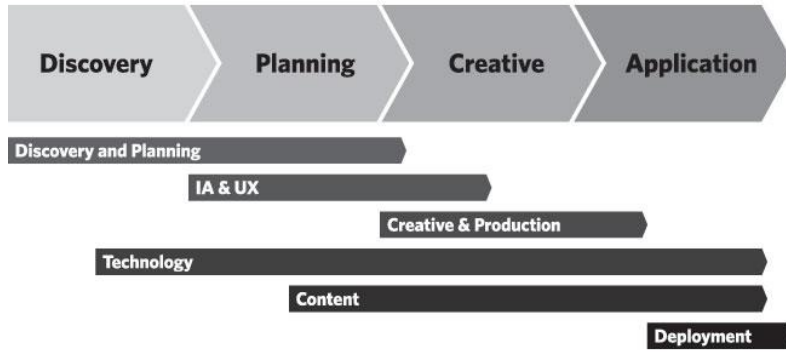 Discovery Planning Creative Application
Discovery and Planning
IA & UX
Creative & Production
Technology
Content
Deployment